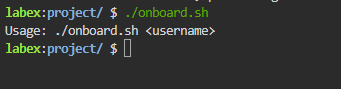 labex:project/ $ ./onboard.sh
Usage: ./onboard.sh <username>
labex:project/ $